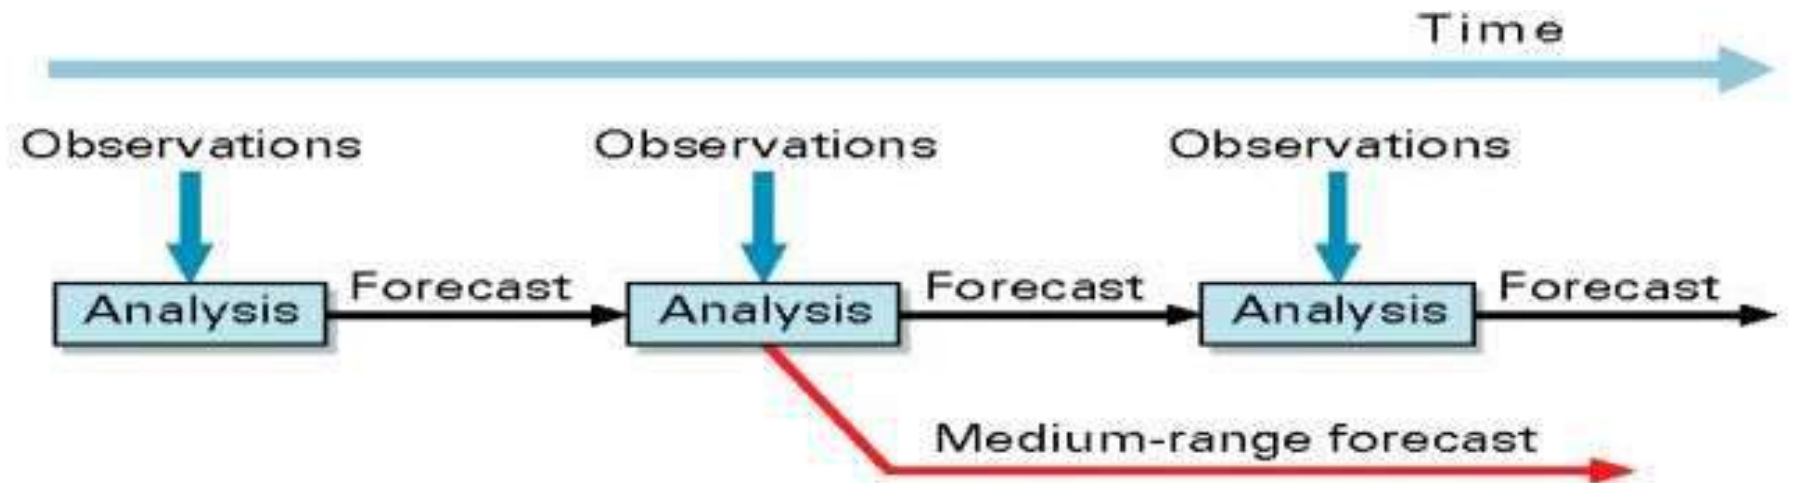 Time
Observations Observations Observations
Analysis Forecast Analysis Forecast Analysis Forecast
Medium-range forecast